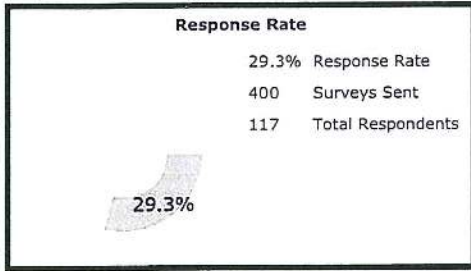 Response Rate
29.3% Response Rate
400 Surveys Sent
117 Total Respondents
29.3%